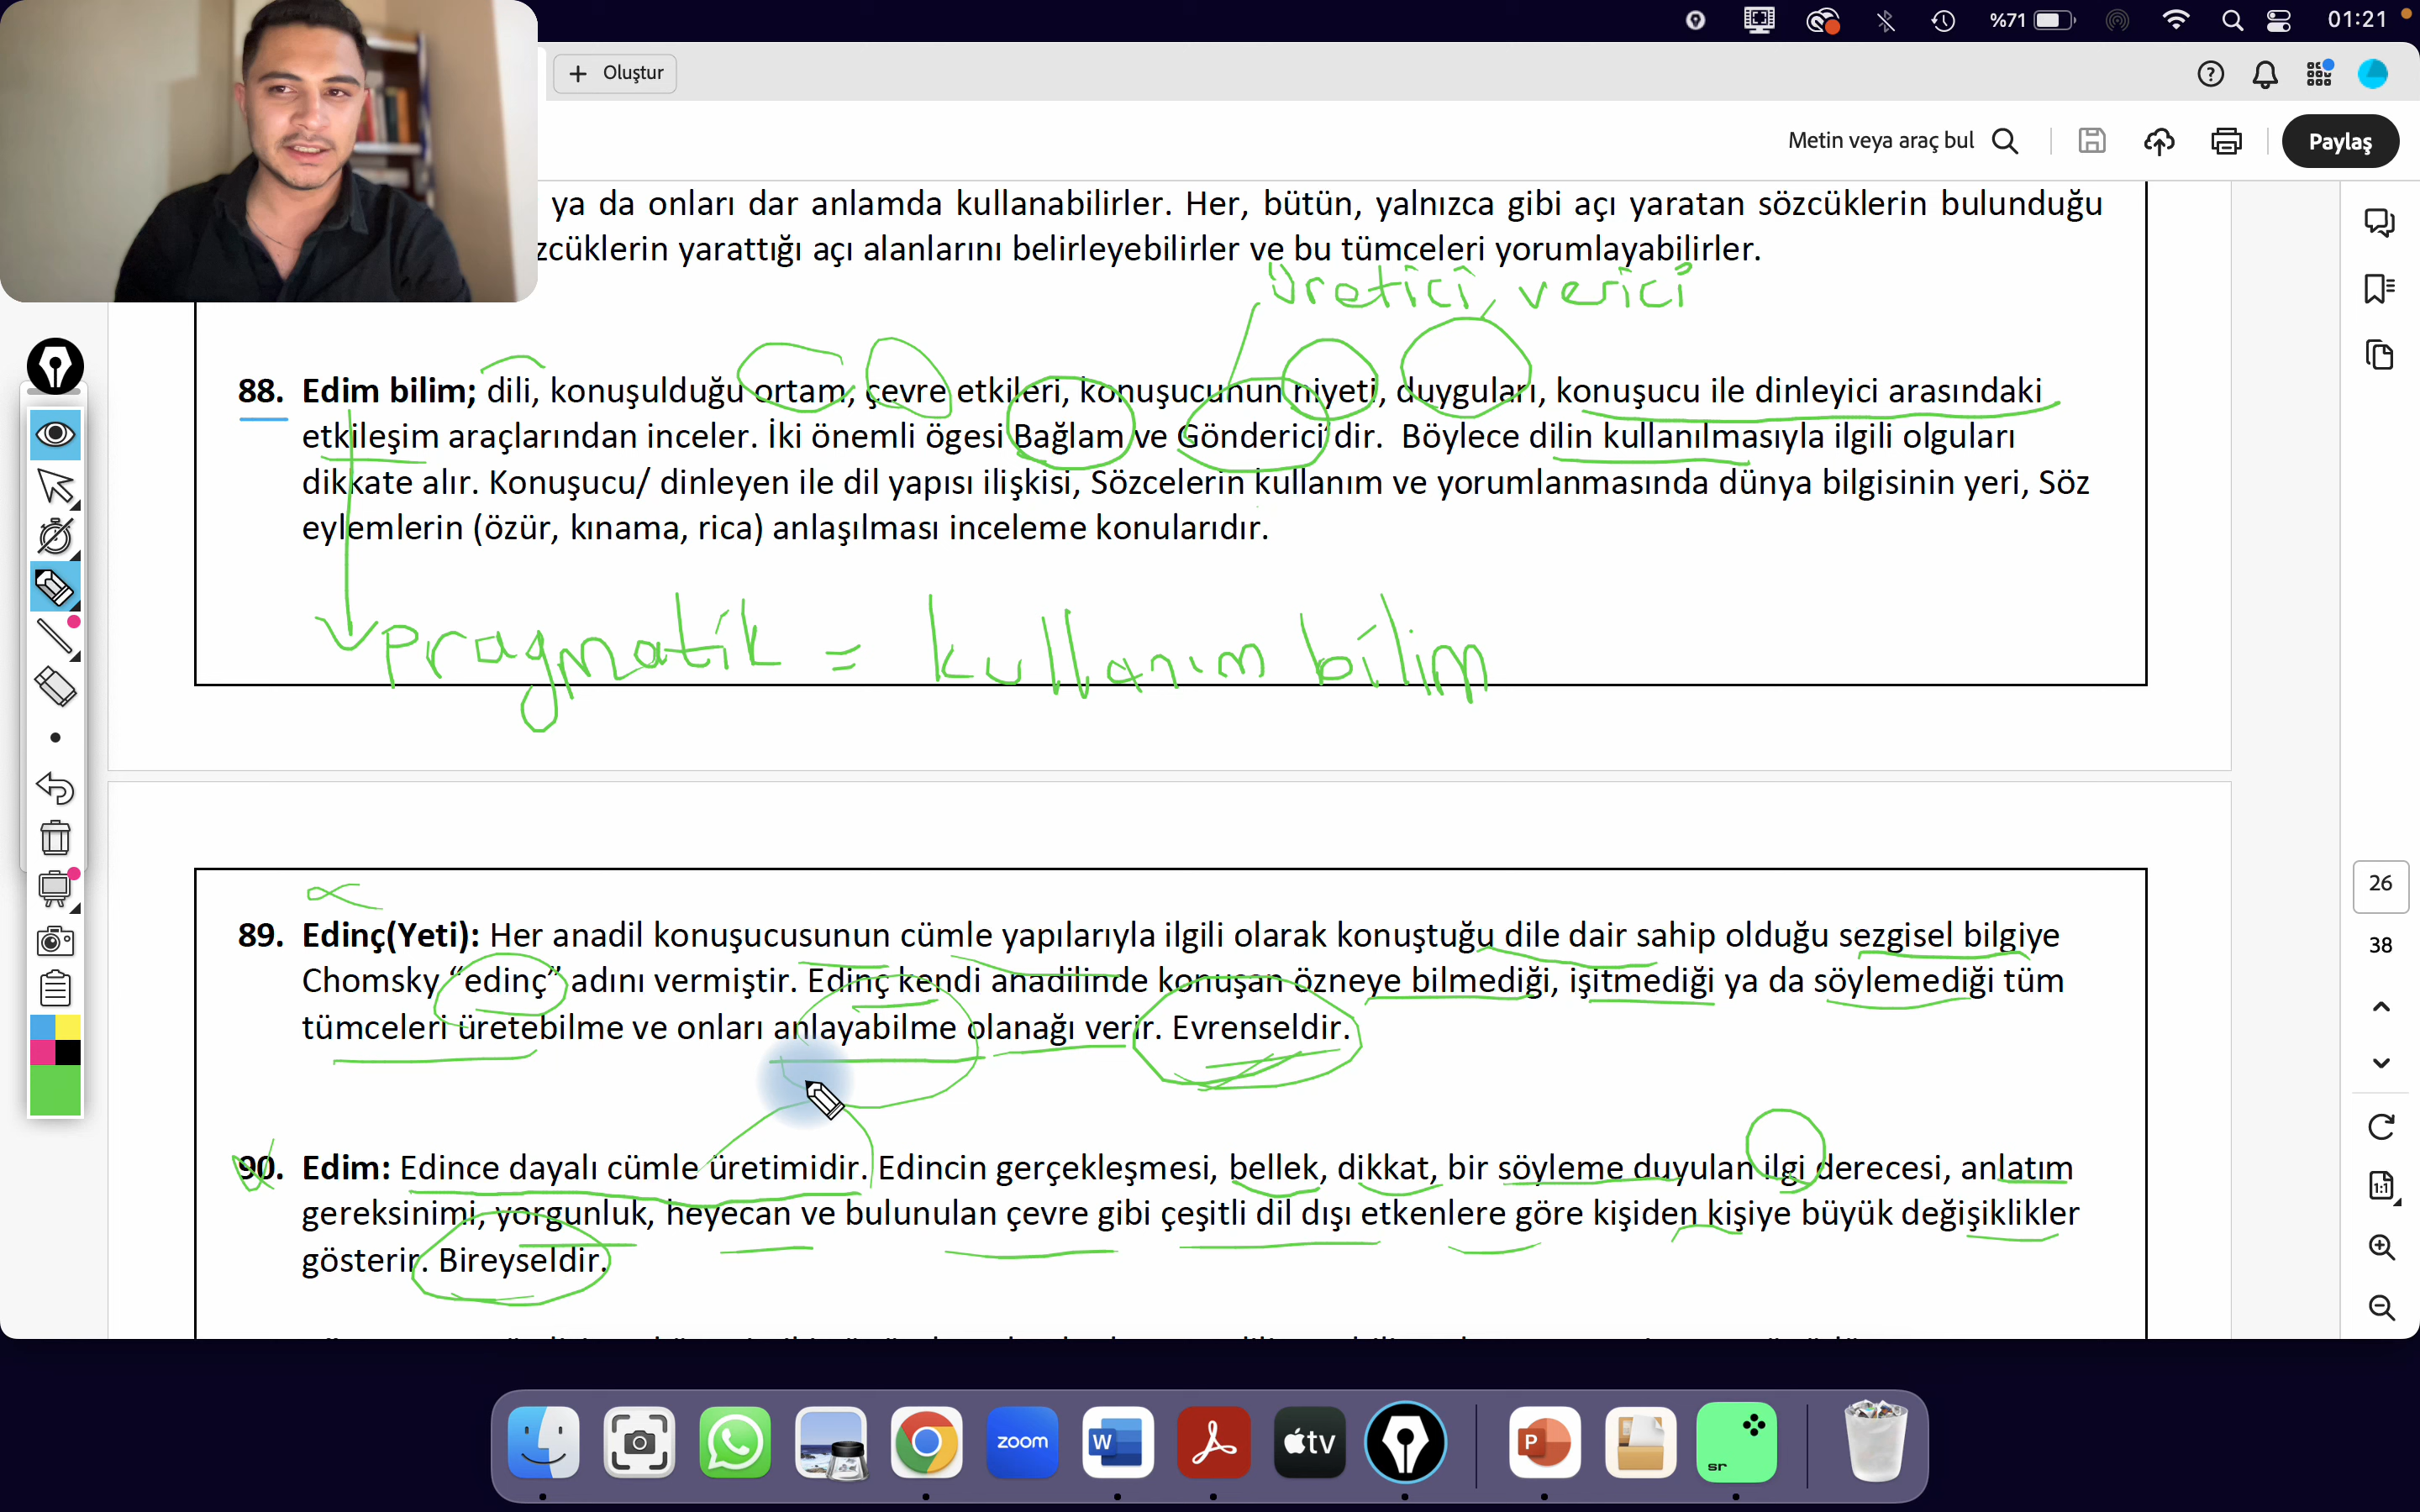 %71
01:21
+ Oluştur
Metin veya araç bul
Paylaş
ya da onları dar anlamda kullanabilirler. Her, bütün, yalnızca gibi açı yaratan sözcüklerin bulunduğu
zcüklerin yarattığı açı alanlarını belirleyebilirler ve bu tümceleri yorumlayabilirler.
üretici, verici
88. Edim bilim; dili, konuşulduğu ortam, çevre etkileri, konuşucunun niyeti, duyguları, konuşucu ile dinleyici arasındaki
etkileşim araçlarından inceler. İki önemli ögesi Bağlam ve Gönderici'dir. Böylece dilin kullanılmasıyla ilgili olguları
dikkate alır. Konuşucu/ dinleyen ile dil yapısı ilişkisi, Sözcelerin kullanım ve yorumlanmasında dünya bilgisinin yeri, Söz
eylemlerin (özür, kınama, rica) anlaşılması inceleme konularıdır.
pragmatik = kullanım bilim
89. Edinç(Yeti): Her anadil konuşucusunun cümle yapılarıyla ilgili olarak konuştuğu dile dair sahip olduğu sezgisel bilgiye
Chomsky “edinç” adını vermiştir. Edinç kendi anadilinde konuşan özneye bilmediği, işitmediği ya da söylemediği tüm
tümceleri üretebilme ve onları anlayabilme olanağı verir. Evrenseldir.
90. Edim: Edince dayalı cümle üretimidir. Edincin gerçekleşmesi, bellek, dikkat, bir söyleme duyulan ilgi derecesi, anlatım
gereksinimi, yorgunluk, heyecan ve bulunulan çevre gibi çeşitli dil dışı etkenlere göre kişiden kişiye büyük değişiklikler
gösterir. Bireyseldir.
26
38
1:1
zoom
W
tv
P
sr